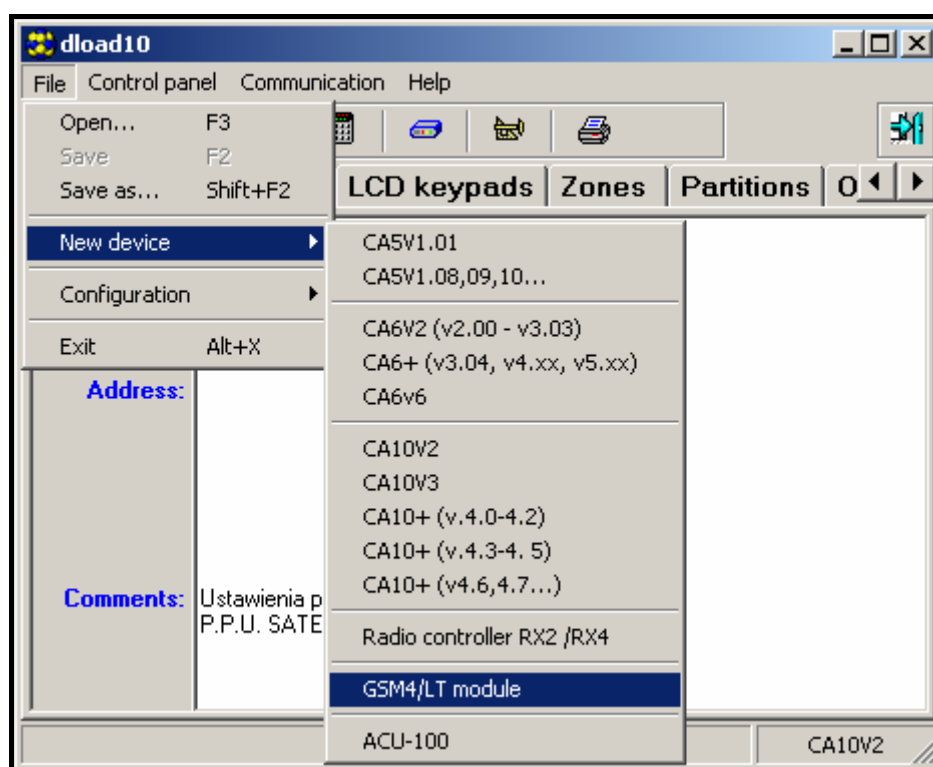 dload10
File Control panel Communication Help
Open... F3
Save F2
Save as... Shift+F2
New device
Configuration
Exit Alt+X
LCD keypads Zones Partitions O
CA5V1.01
CA5V1.08,09,10...
CA6V2 (v2.00 - v3.03)
CA6+ (v3.04, v4.xx, v5.xx)
CA6v6
CA10V2
CA10V3
CA10+ (v.4.0-4.2)
CA10+ (v.4.3-4. 5)
CA10+ (v4.6,4.7...)
Radio controller RX2 /RX4
GSM4/LT module
ACU-100
Address:
Comments: Ustawienia p
P.P.U. SATE
CA10V2